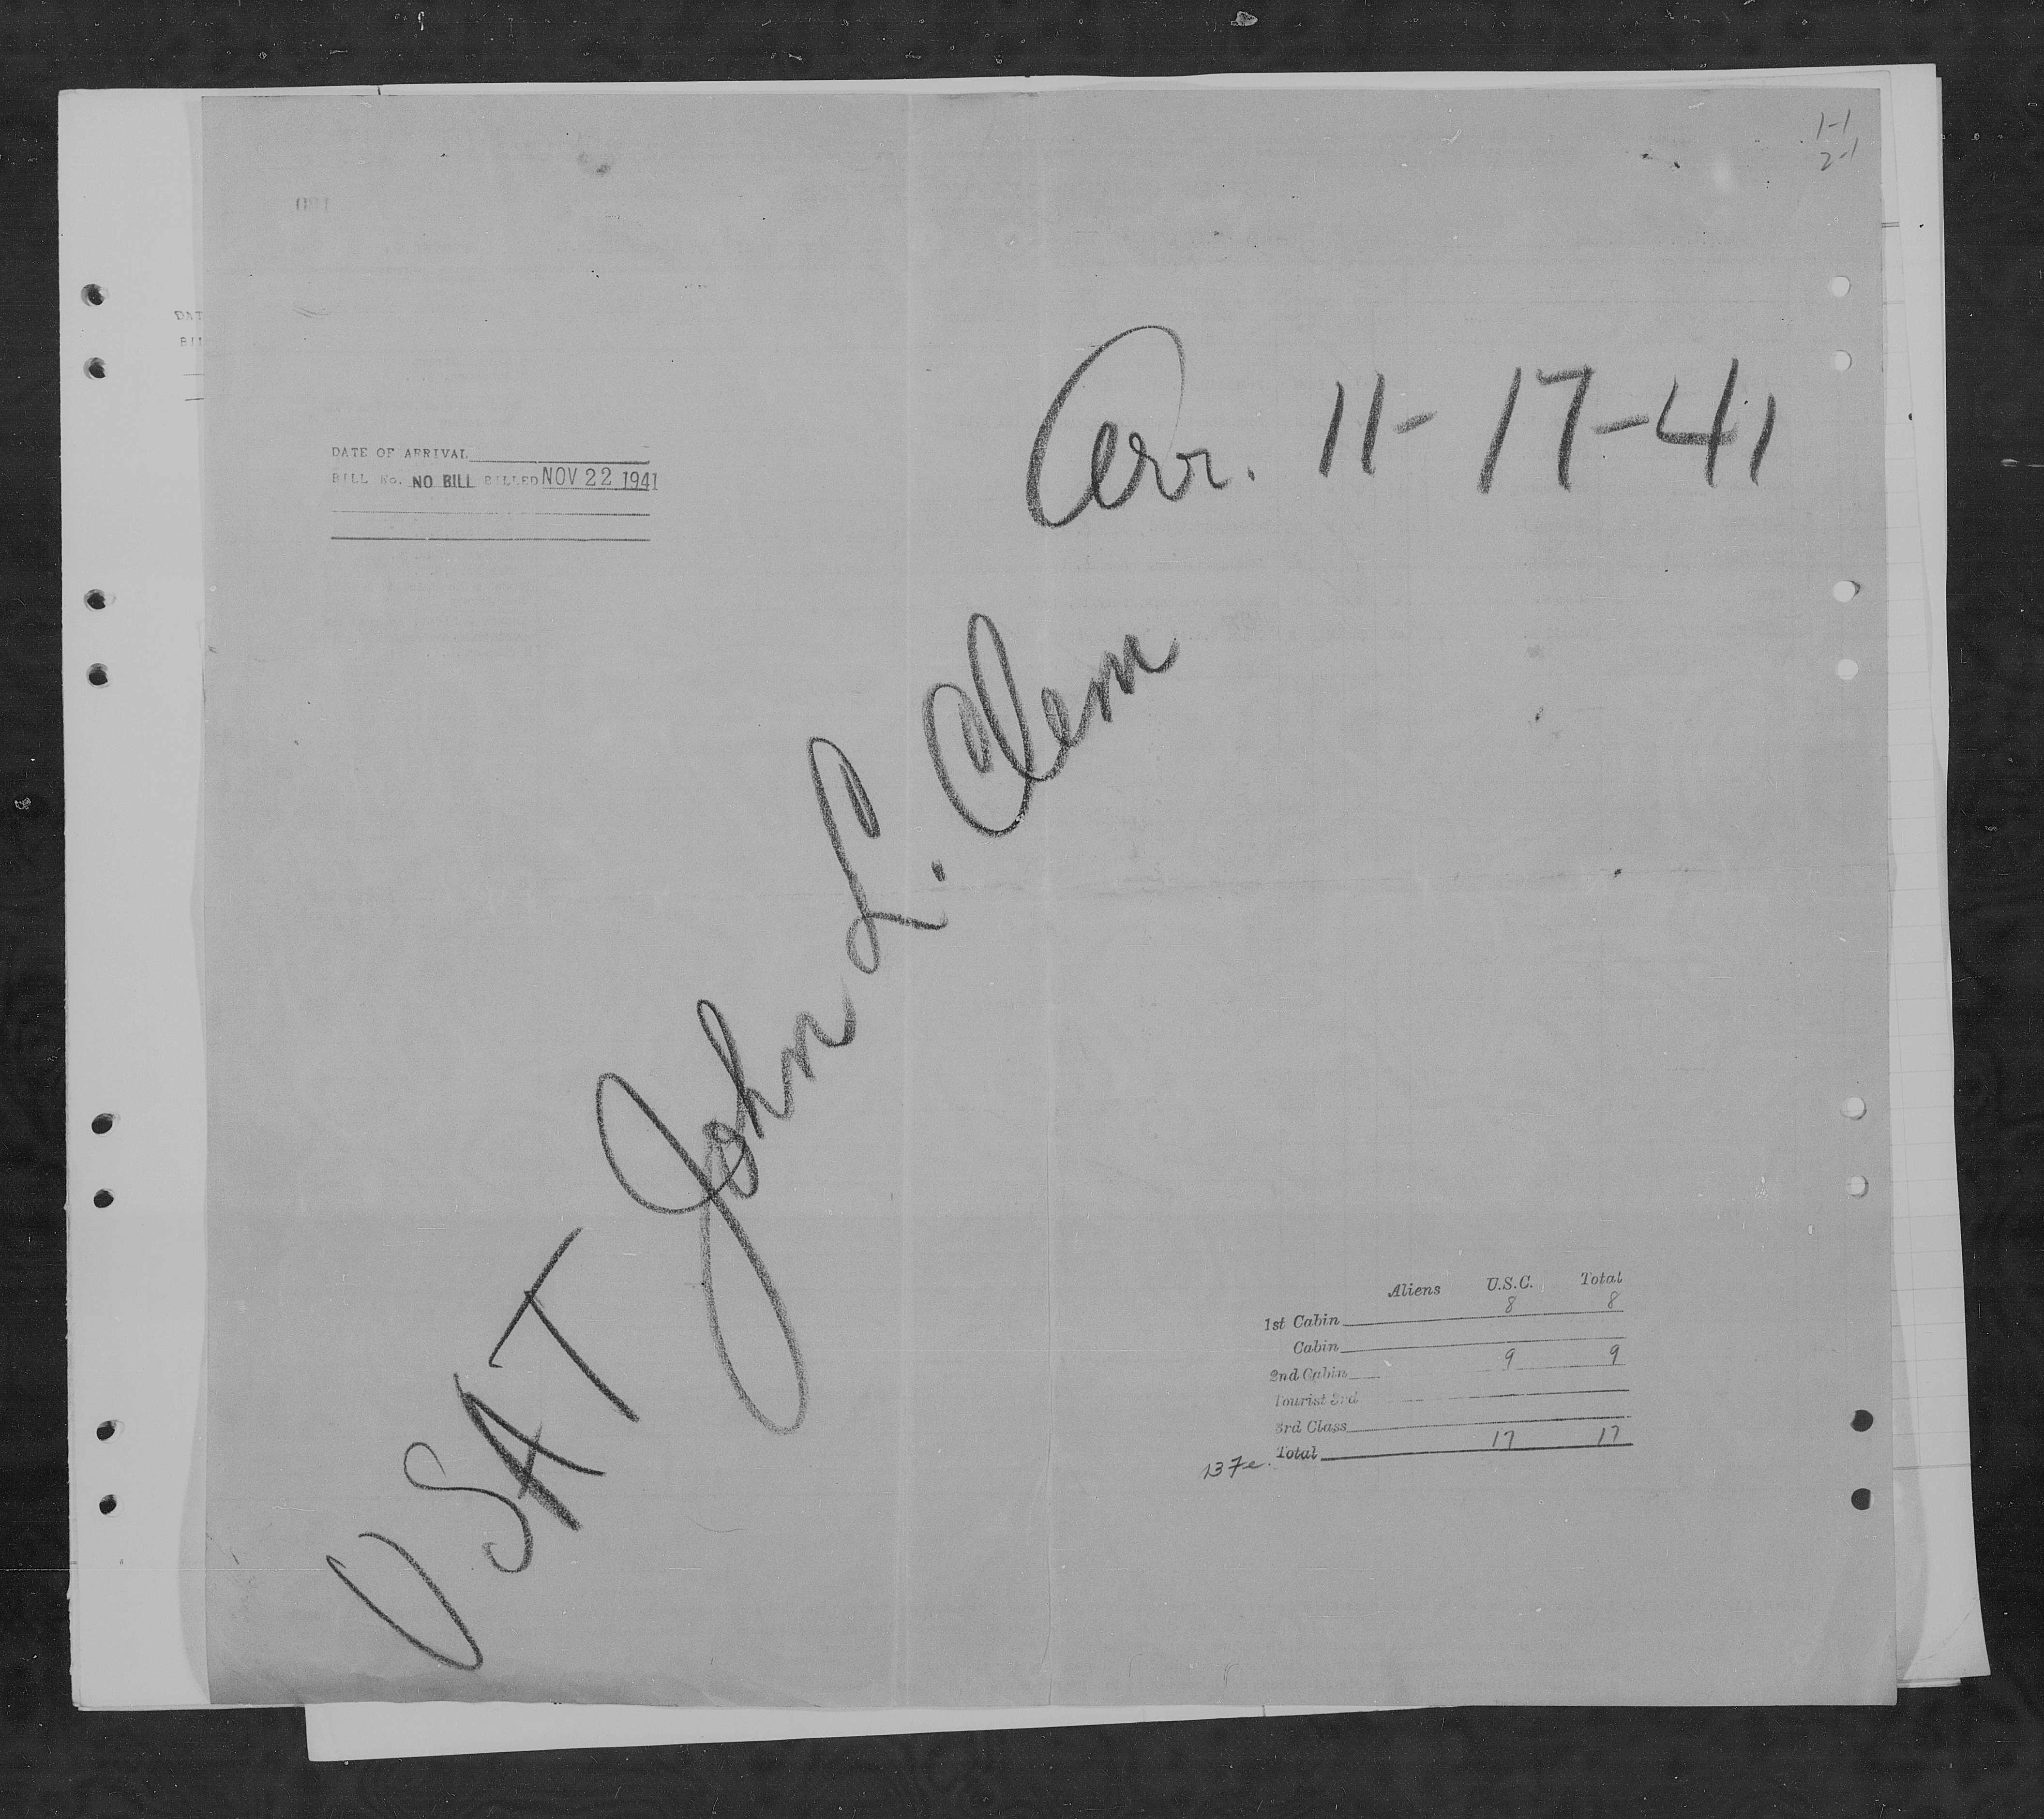 1-1
2-1
Arr. 11-17-41
DATE OF ARRIVAL
BILL No. NO BILL BILLED NOV 22 1941
USAT John L. Clem
Aliens U.S.C. Total
1st Cabin 8 8
Cabin
2nd Cabin 9 9
Tourist 3rd
3rd Class
Total 17 17